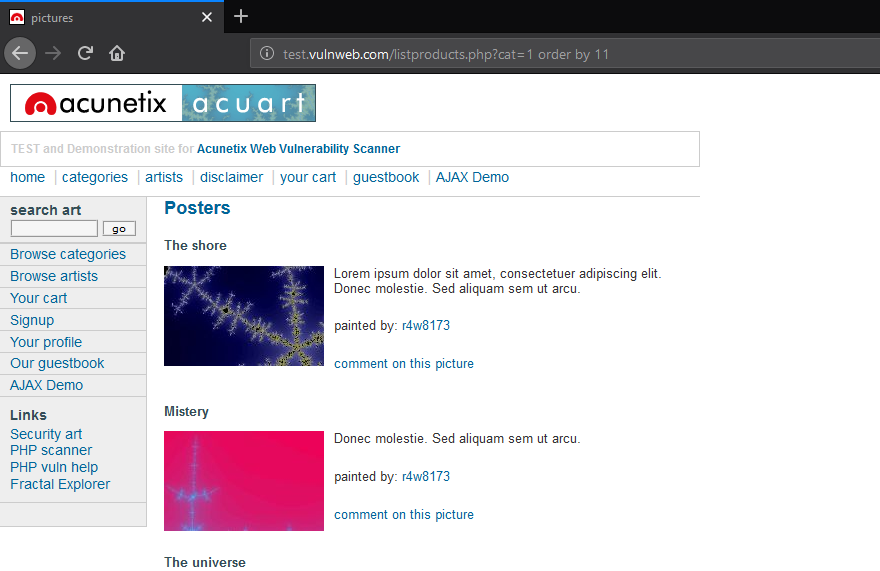 pictures
test.vulnweb.com/listproducts.php?cat=1 order by 11
acunetix acuart
TEST and Demonstration site for Acunetix Web Vulnerability Scanner
home categories artists disclaimer your cart guestbook AJAX Demo
search art
go
Browse categories
Browse artists
Your cart
Signup
Your profile
Our guestbook
AJAX Demo
Links
Security art
PHP scanner
PHP vuln help
Fractal Explorer
Posters
The shore
Lorem ipsum dolor sit amet, consectetuer adipiscing elit.
Donec molestie. Sed aliquam sem ut arcu.
painted by: r4w8173
comment on this picture
Mistery
Donec molestie. Sed aliquam sem ut arcu.
painted by: r4w8173
comment on this picture
The universe